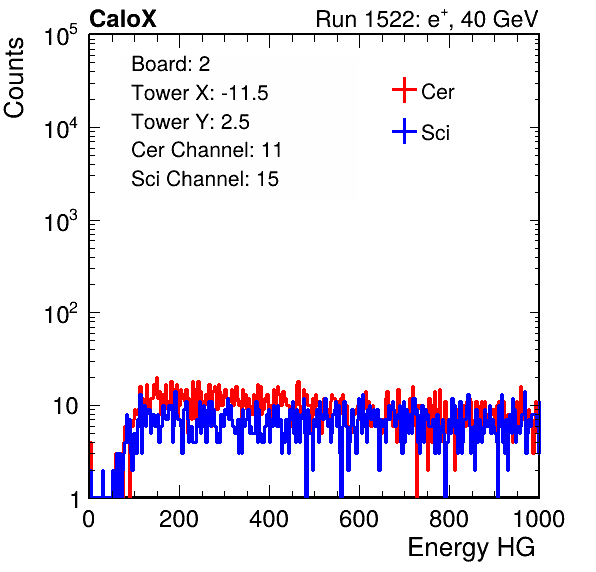 CaloX Run 1522: e⁺, 40 GeV
Counts
Board: 2
Tower X: -11.5
Tower Y: 2.5
Cer Channel: 11
Sci Channel: 15
Cer
Sci
10⁵
10⁴
10³
10²
10
1
0 200 400 600 800 1000
Energy HG